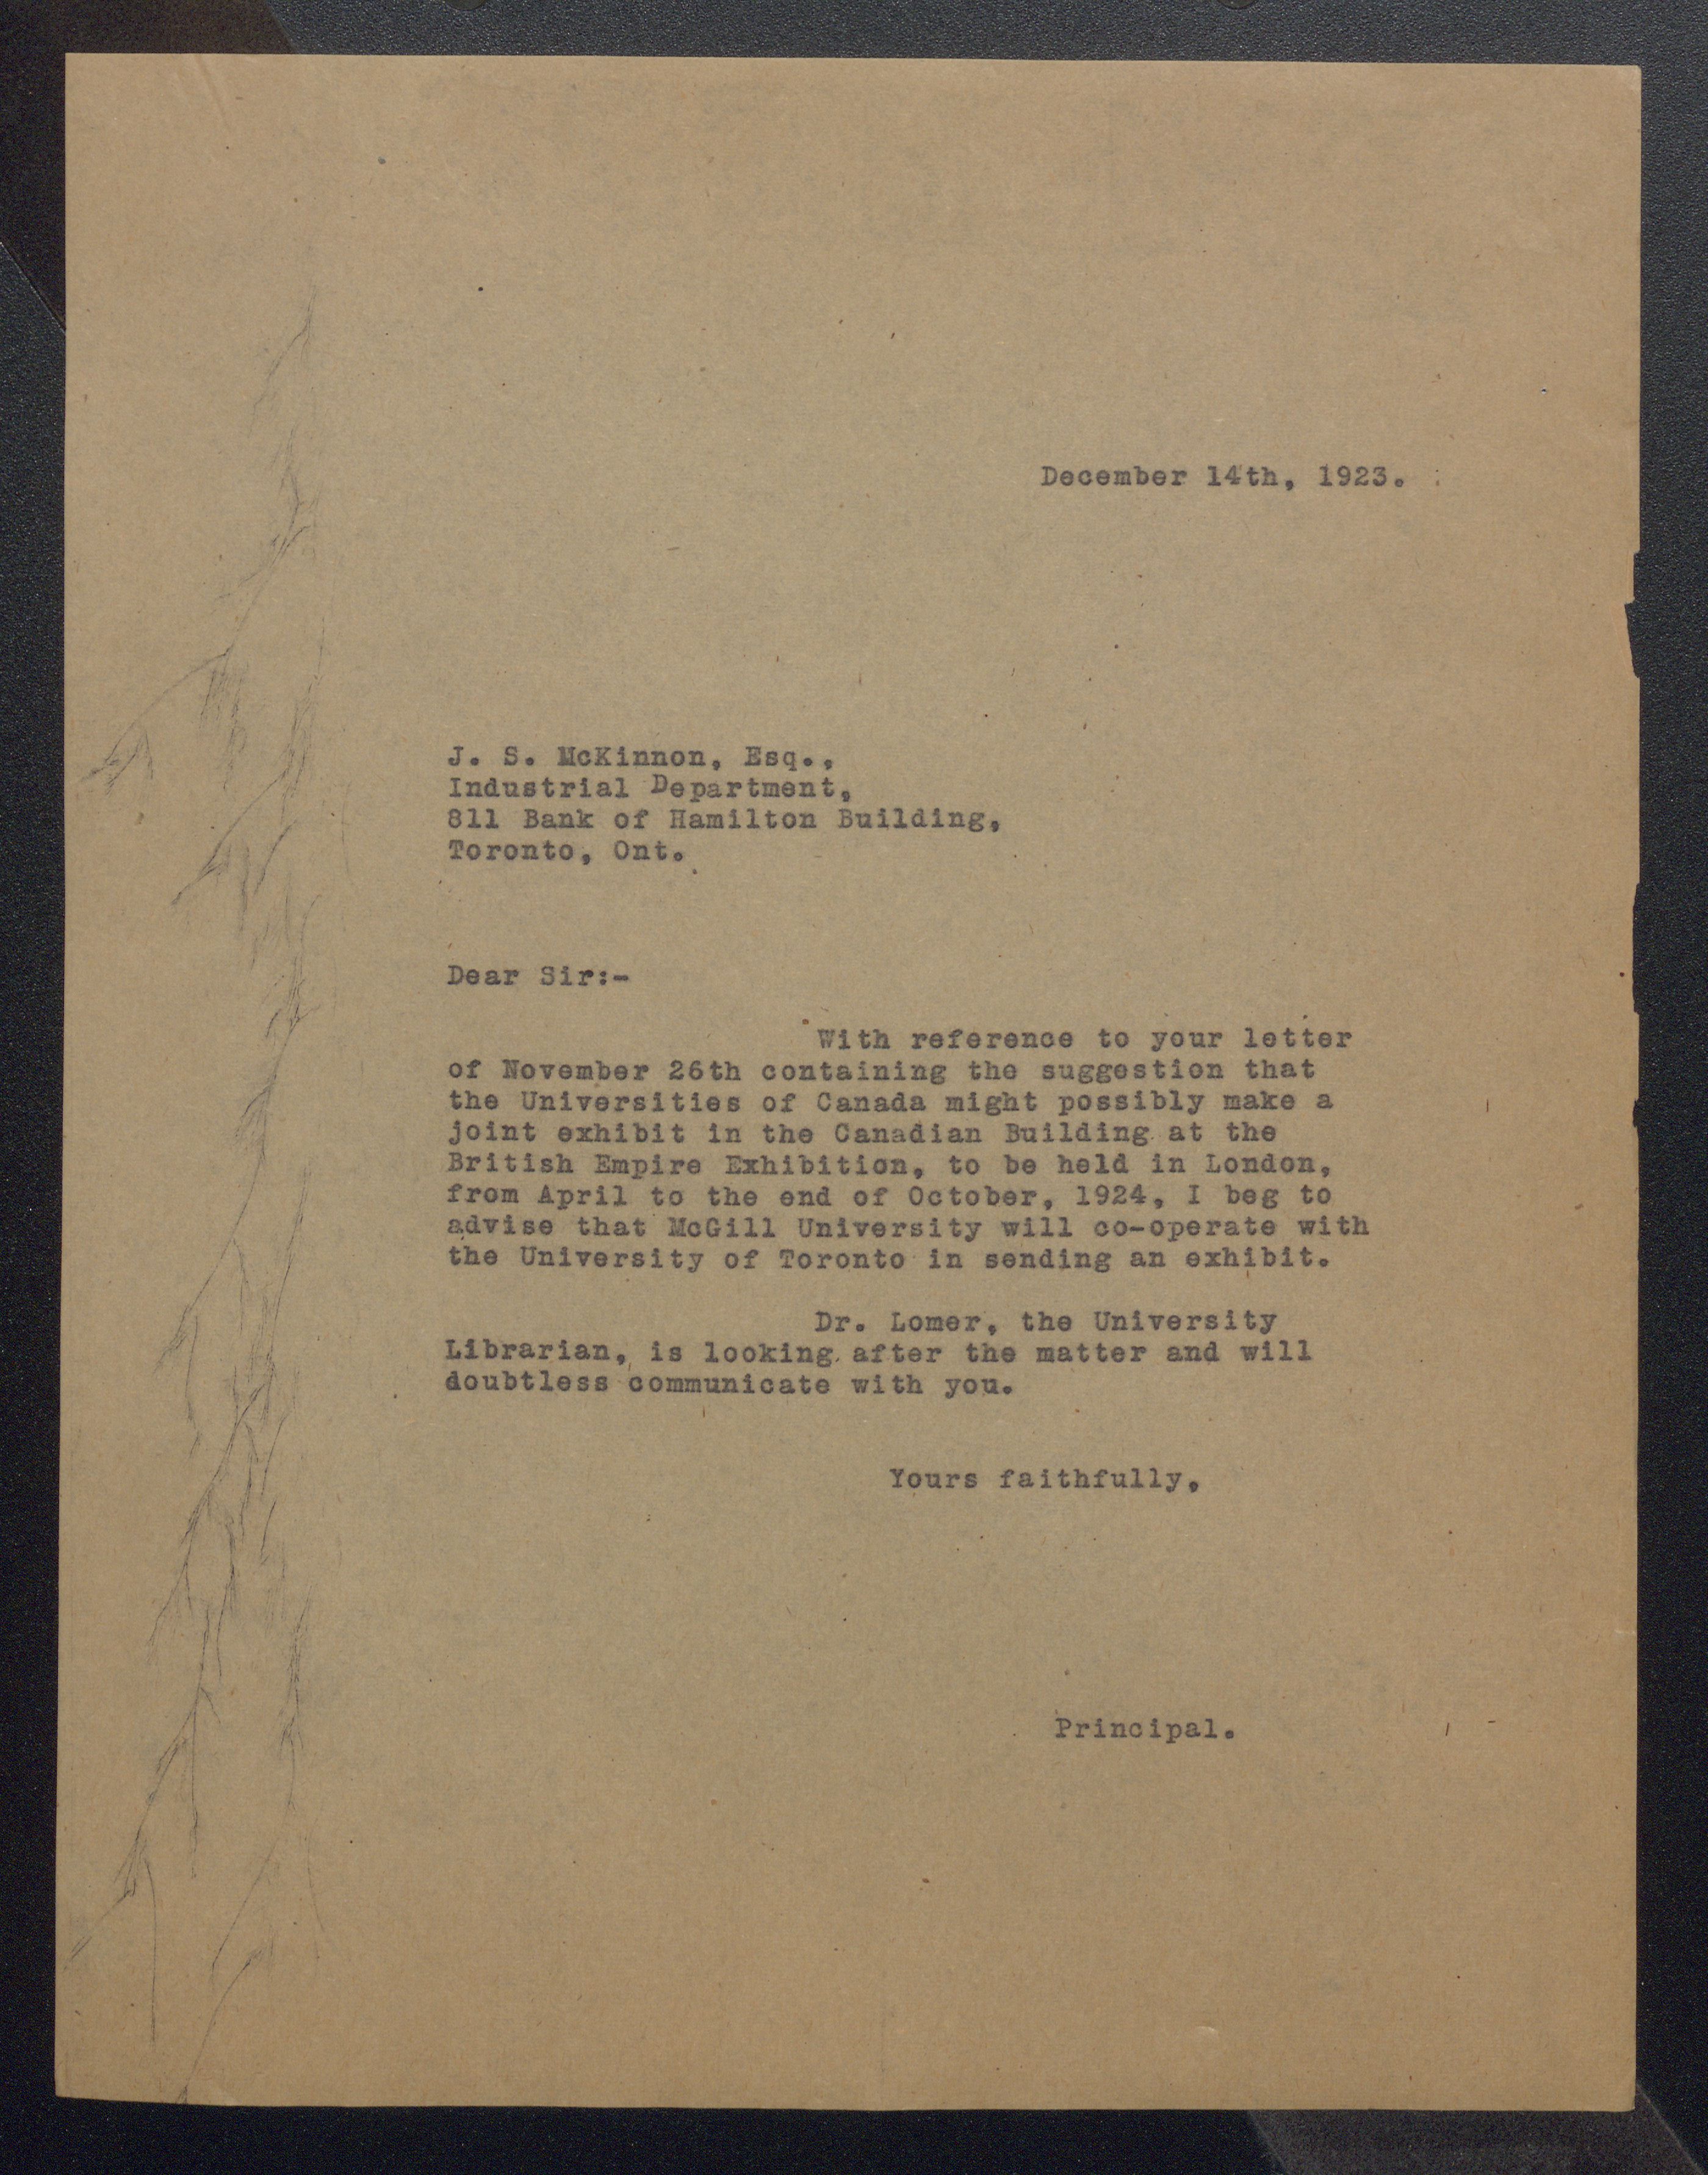 December 14th, 1923.
J. S. McKinnon, Esq.,
Industrial Department,
811 Bank of Hamilton Building,
Toronto, Ont.
Dear Sir:-
With reference to your letter
of November 26th containing the suggestion that
the Universities of Canada might possibly make a
joint exhibit in the Canadian Building at the
British Empire Exhibition, to be held in London,
from April to the end of October, 1924, I beg to
advise that McGill University will co-operate with
the University of Toronto in sending an exhibit.
Dr. Lomer, the University
Librarian, is looking after the matter and will
doubtless communicate with you.
Yours faithfully,
Principal.